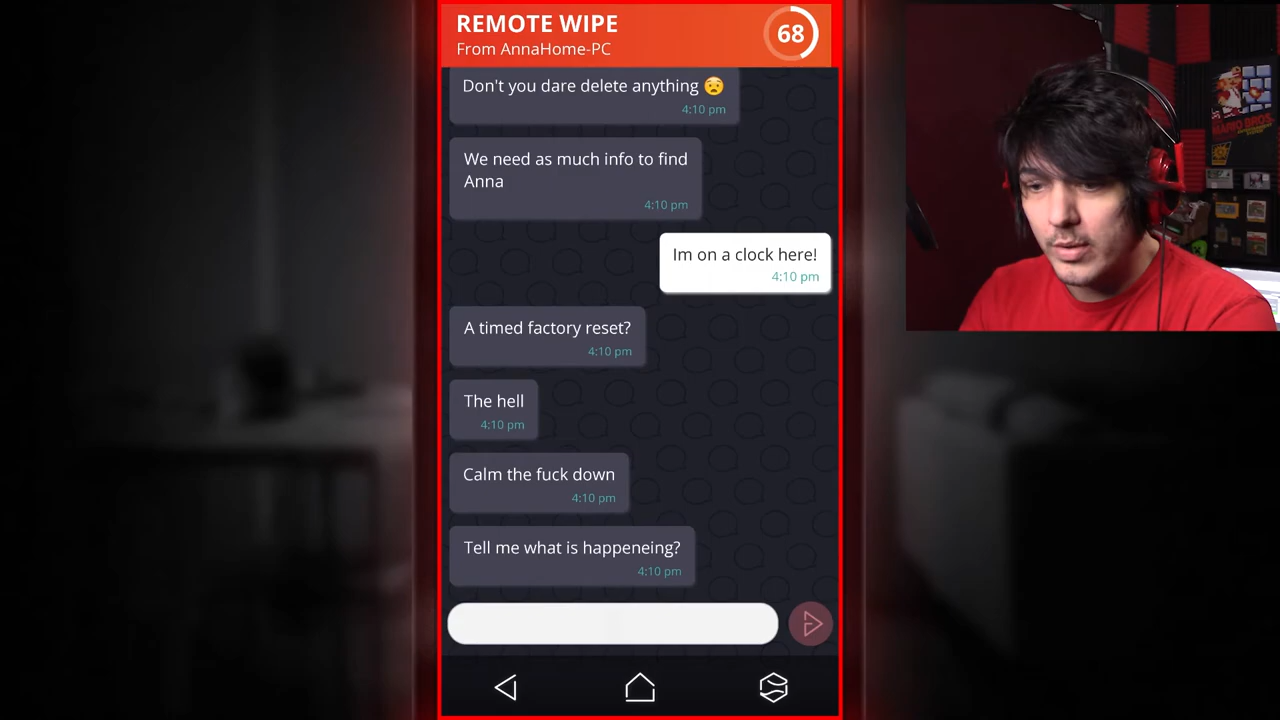 REMOTE WIPE
From AnnaHome-PC
68
Don't you dare delete anything 😟
4:10 pm
We need as much info to find
Anna
4:10 pm
Im on a clock here!
4:10 pm
A timed factory reset?
4:10 pm
The hell
4:10 pm
Calm the fuck down
4:10 pm
Tell me what is happeneing?
4:10 pm
MARIO BROS.